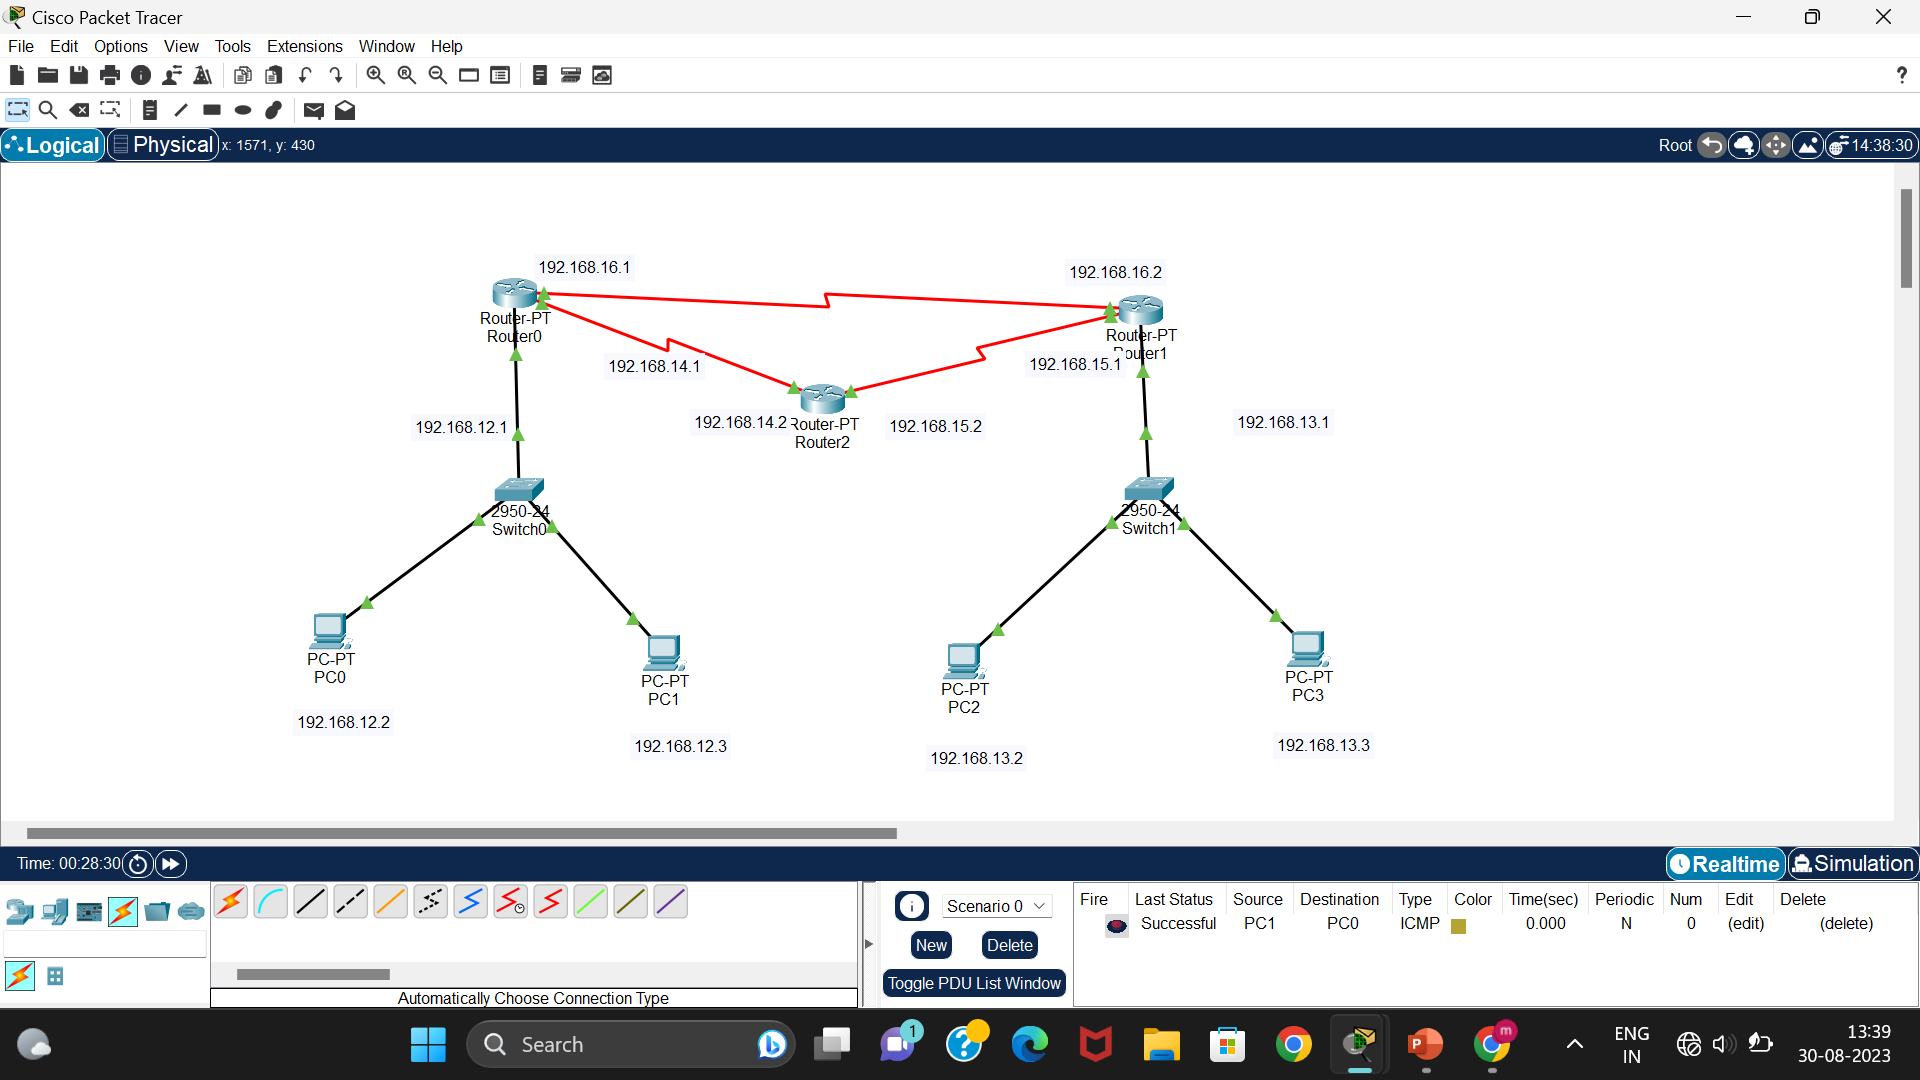 Cisco Packet Tracer
File Edit Options View Tools Extensions Window Help
?
Logical Physical x: 1571, y: 430 Root 14:38:30
192.168.16.1
192.168.16.2
Router-PT
Router0
Router-PT
Router1
192.168.14.1
192.168.15.1
192.168.12.1
192.168.14.2
Router-PT
Router2
192.168.15.2
192.168.13.1
2950-24
Switch0
2950-24
Switch1
PC-PT
PC0
PC-PT
PC1
PC-PT
PC2
PC-PT
PC3
192.168.12.2
192.168.12.3
192.168.13.2
192.168.13.3
Time: 00:28:30 Realtime Simulation
Scenario 0
New Delete
Toggle PDU List Window
Fire Last Status Source Destination Type Color Time(sec) Periodic Num Edit Delete
Successful PC1 PC0 ICMP 0.000 N 0 (edit) (delete)
Automatically Choose Connection Type
Search
1
m
ENG
IN
13:39
30-08-2023